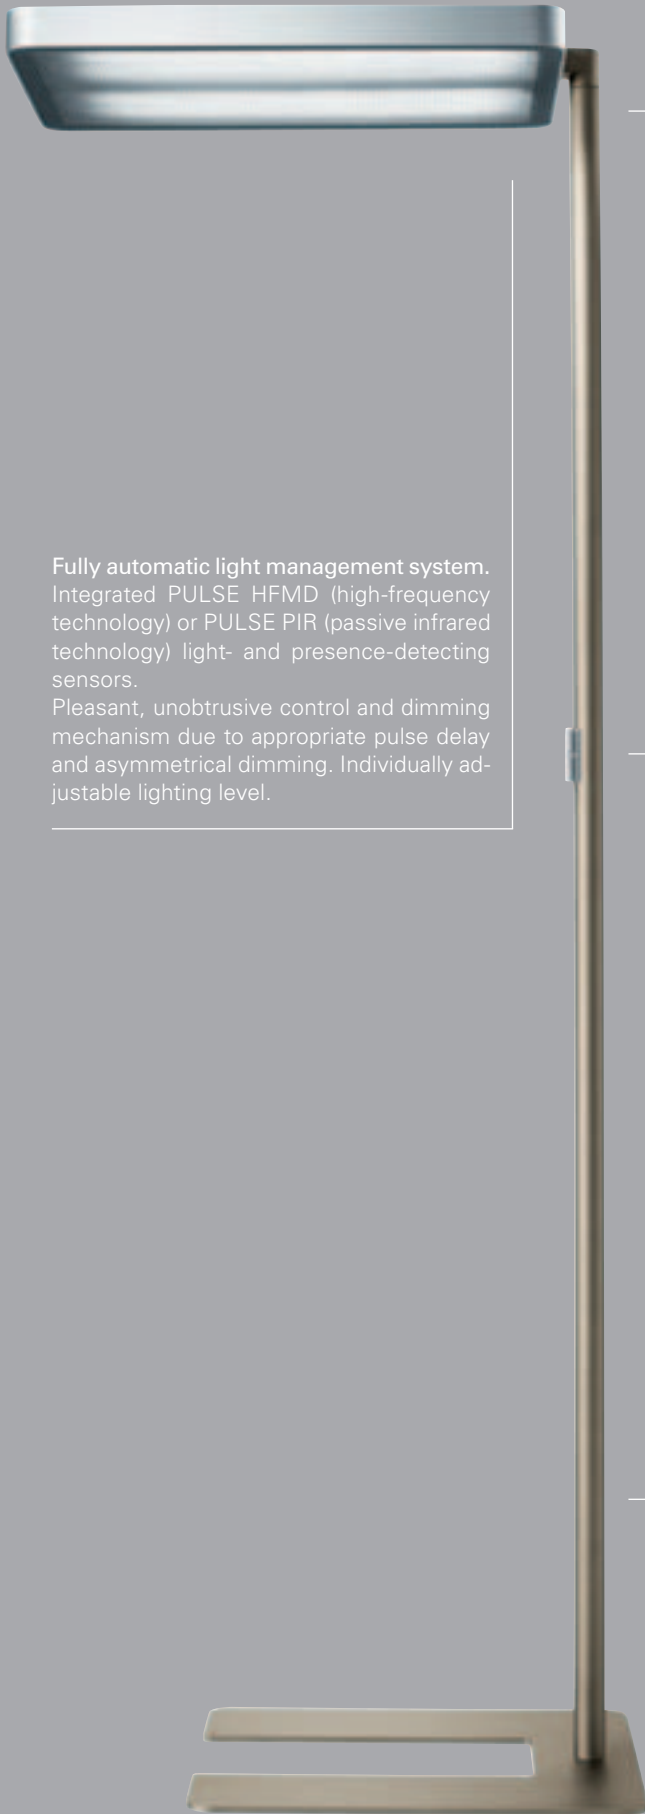 Fully automatic light management system.
Integrated PULSE HFMD (high-frequency
technology) or PULSE PIR (passive infrared
technology) light- and presence-detecting
sensors.
Pleasant, unobtrusive control and dimming
mechanism due to appropriate pulse delay
and asymmetrical dimming. Individually ad-
justable lighting level.